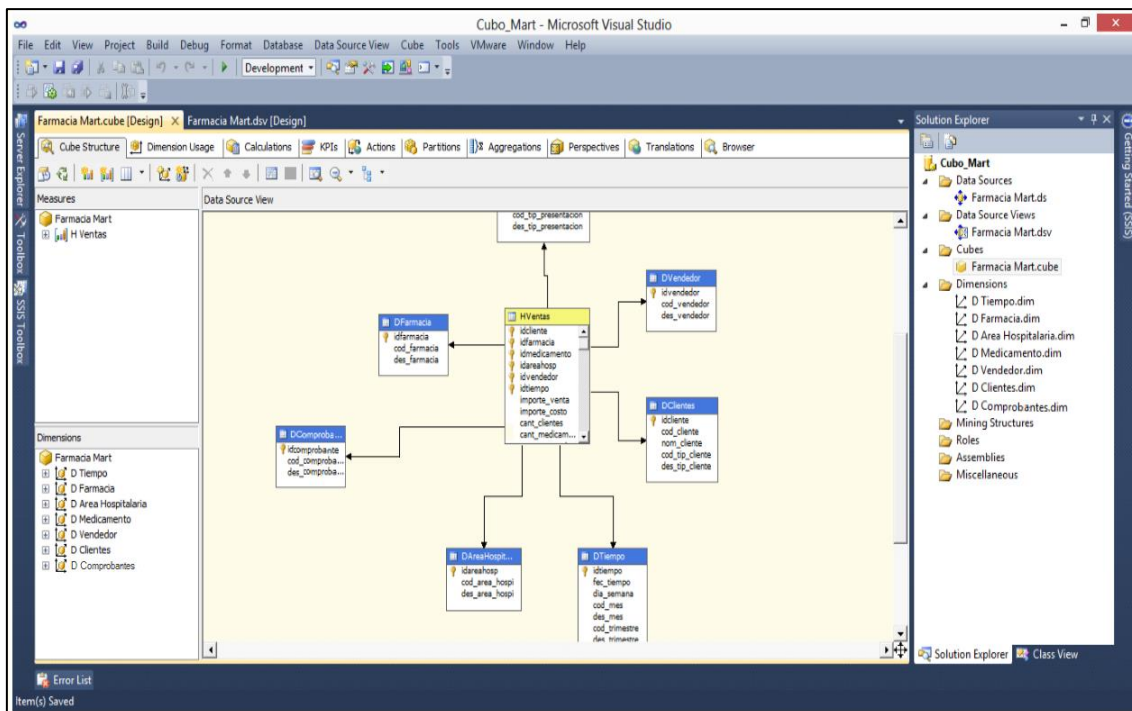 Cubo_Mart - Microsoft Visual Studio
File Edit View Project Build Debug Format Database Data Source View Cube Tools VMware Window Help
Development
Farmacia Mart.cube [Design] Farmacia Mart.dsv [Design]
Cube Structure Dimension Usage Calculations KPIs Actions Partitions Aggregations Perspectives Translations Browser
Server Explorer
Toolbox
SSIS Toolbox
Measures
Farmacia Mart
H Ventas
Dimensions
Farmacia Mart
D Tiempo
D Farmacia
D Area Hospitalaria
D Medicamento
D Vendedor
D Clientes
D Comprobantes
Data Source View
cod_tip_presentacion
des_tip_presentacion
DVendedor
idvendedor
cod_vendedor
des_vendedor
HVentas
idcliente
idfarmacia
idmedicamento
idareahosp
idvendedor
idtiempo
importe_venta
importe_costo
cant_clientes
cant_medicam...
DFarmacia
idfarmacia
cod_farmacia
des_farmacia
DClientes
idcliente
cod_cliente
nom_cliente
cod_tip_cliente
des_tip_cliente
DComproba...
idcomprobante
cod_comproba...
des_comproba...
DAreaHospit...
idareahosp
cod_area_hospi
des_area_hospi
DTiempo
idtiempo
fec_tiempo
dia_semana
cod_mes
des_mes
cod_trimestre
des_trimestre
Solution Explorer
Cubo_Mart
Data Sources
Farmacia Mart.ds
Data Source Views
Farmacia Mart.dsv
Cubes
Farmacia Mart.cube
Dimensions
D Tiempo.dim
D Farmacia.dim
D Area Hospitalaria.dim
D Medicamento.dim
D Vendedor.dim
D Clientes.dim
D Comprobantes.dim
Mining Structures
Roles
Assemblies
Miscellaneous
Solution Explorer Class View
Getting Started (SSIS)
Error List
Item(s) Saved